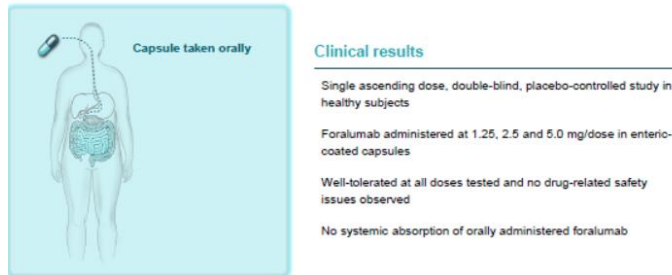 Capsule taken orally
Clinical results
Single ascending dose, double-blind, placebo-controlled study in
healthy subjects
Foralumab administered at 1.25, 2.5 and 5.0 mg/dose in enteric-
coated capsules
Well-tolerated at all doses tested and no drug-related safety
issues observed
No systemic absorption of orally administered foralumab